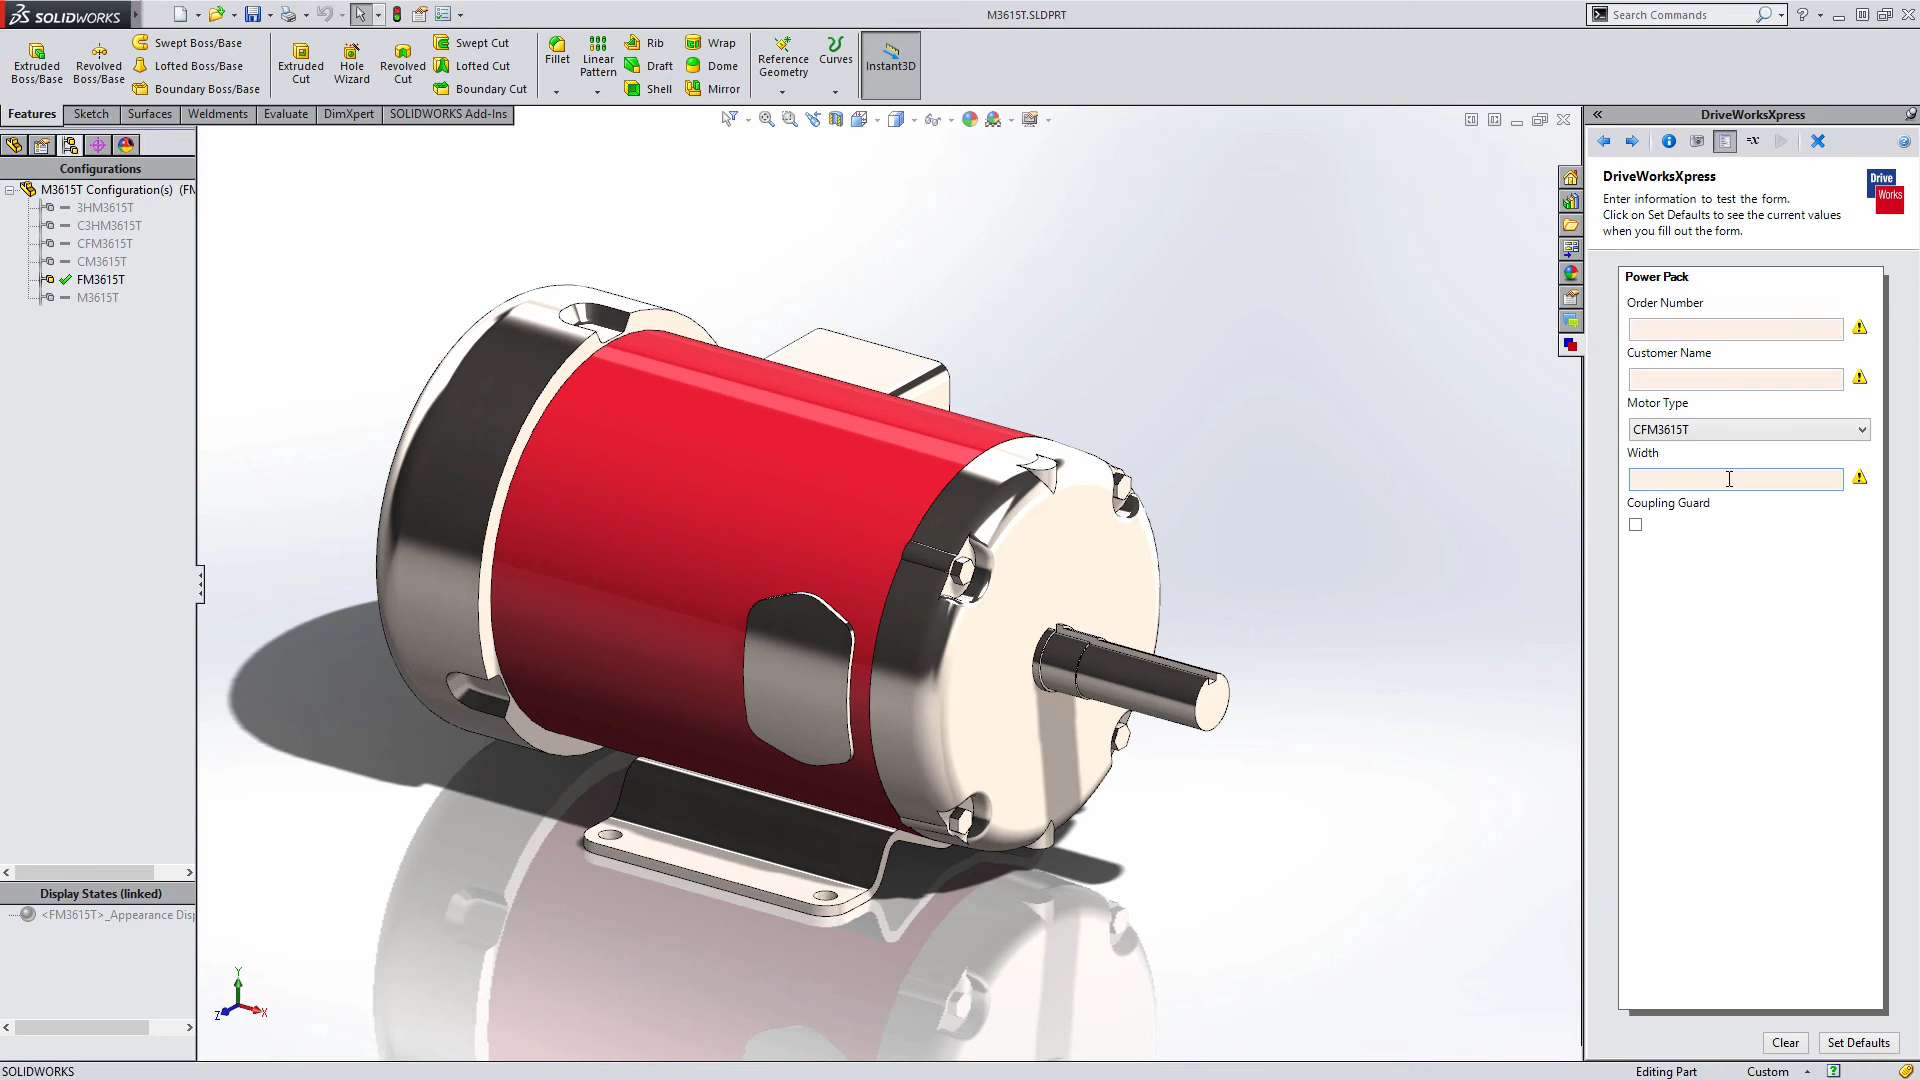 SOLIDWORKS
M3615T.SLDPRT
Search Commands
Extruded Boss/Base
Revolved Boss/Base
Swept Boss/Base
Lofted Boss/Base
Boundary Boss/Base
Extruded Cut
Hole Wizard
Revolved Cut
Swept Cut
Lofted Cut
Boundary Cut
Fillet
Linear Pattern
Rib
Draft
Shell
Wrap
Dome
Mirror
Reference Geometry
Curves
Instant3D
Features
Sketch
Surfaces
Weldments
Evaluate
DimXpert
SOLIDWORKS Add-Ins
Configurations
M3615T Configuration(s) (FM
3HM3615T
C3HM3615T
CFM3615T
CM3615T
FM3615T
M3615T
Display States (linked)
<FM3615T>_Appearance Disp
Y
X
Z
DriveWorksXpress
DriveWorksXpress
Drive
Works
Enter information to test the form.
Click on Set Defaults to see the current values
when you fill out the form.
Power Pack
Order Number
Customer Name
Motor Type
CFM3615T
Width
Coupling Guard
Clear
Set Defaults
SOLIDWORKS
Editing Part
Custom